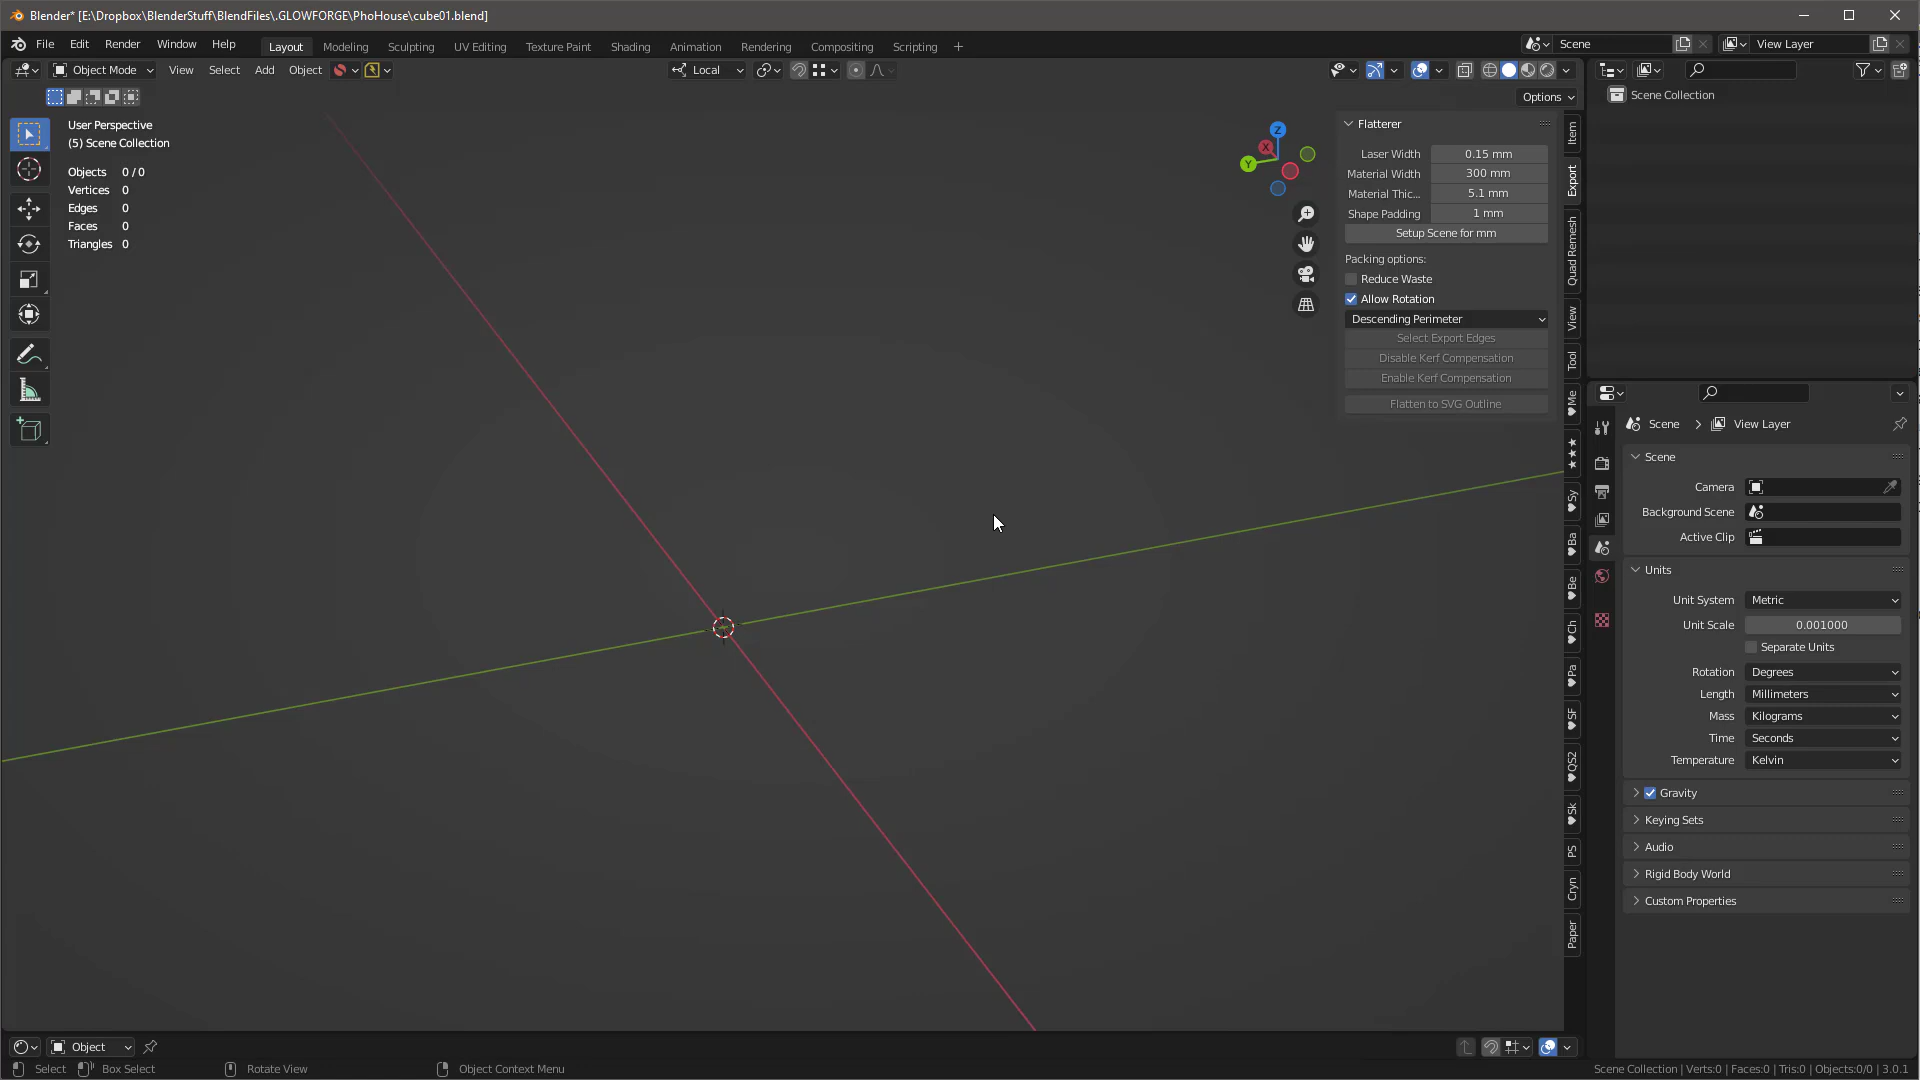 Blender* [E:\Dropbox\BlenderStuff\BlendFiles\.GLOWFORGE\PhoHouse\cube01.blend]
File Edit Render Window Help Layout Modeling Sculpting UV Editing Texture Paint Shading Animation Rendering Compositing Scripting + Scene View Layer
Object Mode View Select Add Object Local
Options
User Perspective
(5) Scene Collection
Objects 0 / 0
Vertices 0
Edges 0
Faces 0
Triangles 0
Z
X
Y
Flatterer
Laser Width 0.15 mm
Material Width 300 mm
Material Thic... 5.1 mm
Shape Padding 1 mm
Setup Scene for mm
Packing options:
Reduce Waste
Allow Rotation
Descending Perimeter
Select Export Edges
Disable Kerf Compensation
Enable Kerf Compensation
Flatten to SVG Outline
Item
Export
Quad Remesh
View
Tool
♥Me
★★★
♥Sy
♥Ba
♥Be
♥Ch
♥Pa
♥SF
♥QS2
♥Sk
PS
Cryn
Paper
Scene Collection
Scene > View Layer
Scene
Camera
Background Scene
Active Clip
Units
Unit System Metric
Unit Scale 0.001000
Separate Units
Rotation Degrees
Length Millimeters
Mass Kilograms
Time Seconds
Temperature Kelvin
Gravity
Keying Sets
Audio
Rigid Body World
Custom Properties
Object
Select Box Select Rotate View Object Context Menu Scene Collection | Verts:0 | Faces:0 | Tris:0 | Objects:0/0 | 3.0.1